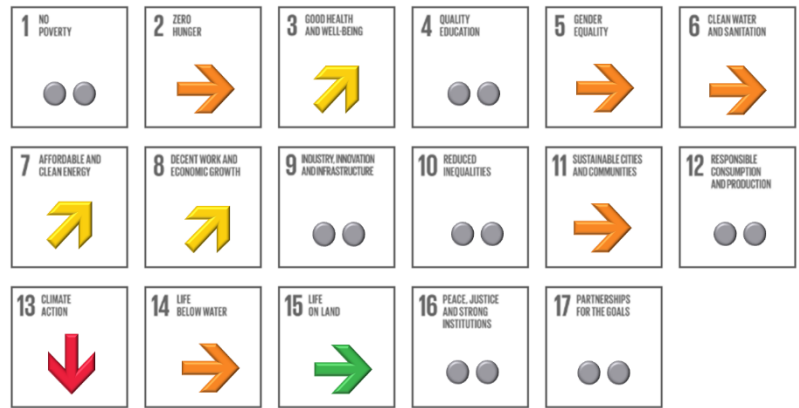 1 NO
POVERTY
2 ZERO
HUNGER
3 GOOD HEALTH
AND WELL-BEING
4 QUALITY
EDUCATION
5 GENDER
EQUALITY
6 CLEAN WATER
AND SANITATION
7 AFFORDABLE AND
CLEAN ENERGY
8 DECENT WORK AND
ECONOMIC GROWTH
9 INDUSTRY, INNOVATION
AND INFRASTRUCTURE
10 REDUCED
INEQUALITIES
11 SUSTAINABLE CITIES
AND COMMUNITIES
12 RESPONSIBLE
CONSUMPTION
AND PRODUCTION
13 CLIMATE
ACTION
14 LIFE
BELOW WATER
15 LIFE
ON LAND
16 PEACE, JUSTICE
AND STRONG
INSTITUTIONS
17 PARTNERSHIPS
FOR THE GOALS